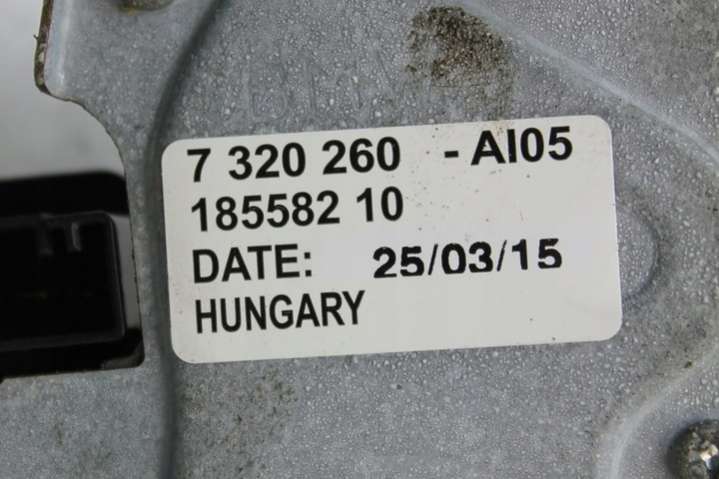 7 320 260 - AI05
185582 10
DATE: 25/03/15
HUNGARY